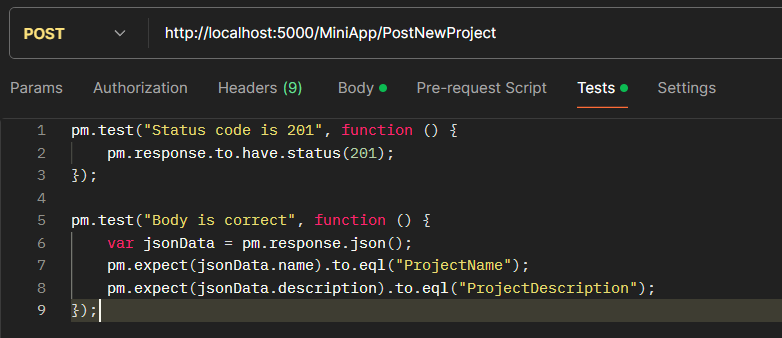 POST http://localhost:5000/MiniApp/PostNewProject
Params Authorization Headers (9) Body Pre-request Script Tests Settings
1 pm.test("Status code is 201", function () {
2     pm.response.to.have.status(201);
3 });
4
5 pm.test("Body is correct", function () {
6     var jsonData = pm.response.json();
7     pm.expect(jsonData.name).to.eql("ProjectName");
8     pm.expect(jsonData.description).to.eql("ProjectDescription");
9 });